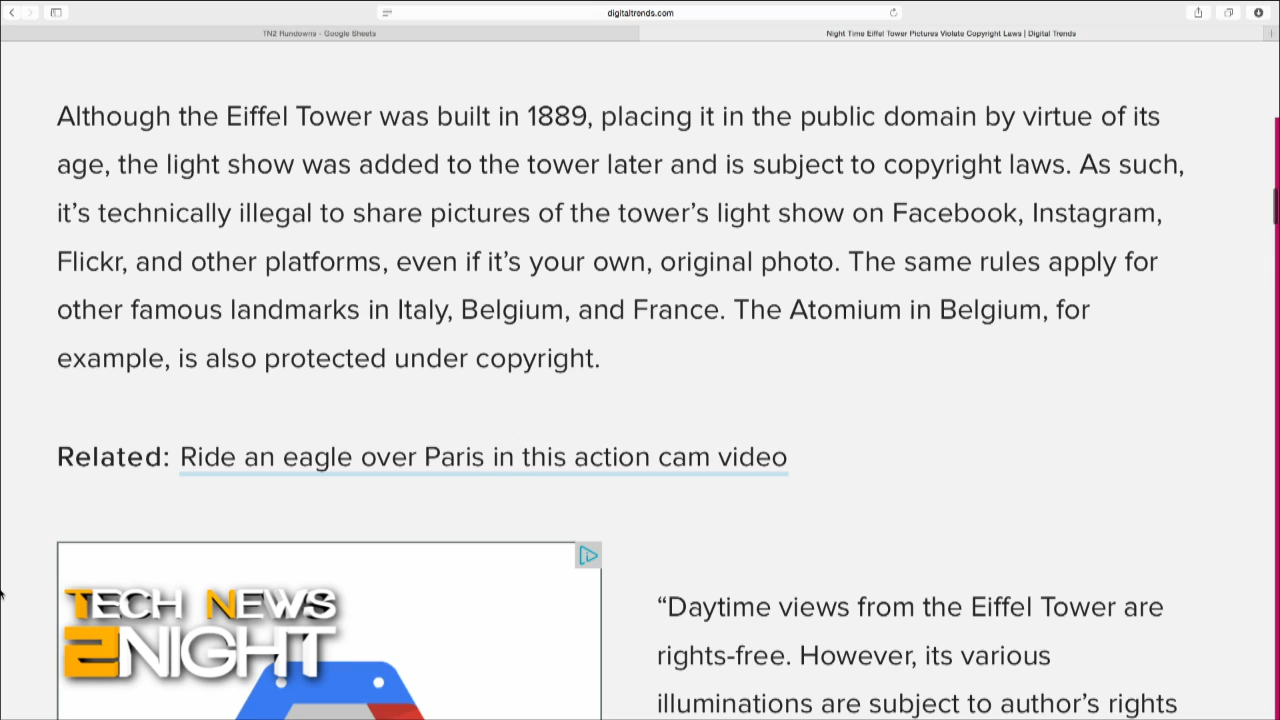 digitaltrends.com
TN2 Rundowns - Google Sheets
Night Time Eiffel Tower Pictures Violate Copyright Laws | Digital Trends
Although the Eiffel Tower was built in 1889, placing it in the public domain by virtue of its
age, the light show was added to the tower later and is subject to copyright laws. As such,
it’s technically illegal to share pictures of the tower’s light show on Facebook, Instagram,
Flickr, and other platforms, even if it’s your own, original photo. The same rules apply for
other famous landmarks in Italy, Belgium, and France. The Atomium in Belgium, for
example, is also protected under copyright.
Related: Ride an eagle over Paris in this action cam video
TECH NEWS
2NIGHT
“Daytime views from the Eiffel Tower are
rights-free. However, its various
illuminations are subject to author’s rights